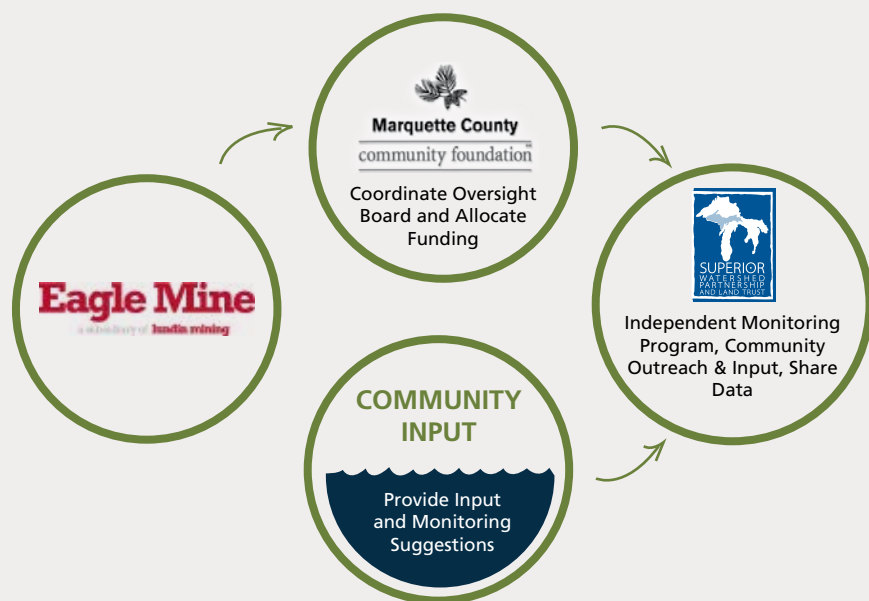 Marquette County
community foundation
Coordinate Oversight
Board and Allocate
Funding
Eagle Mine
a subsidiary of lundin mining
SUPERIOR
WATERSHED
PARTNERSHIP
AND LAND TRUST
Independent Monitoring
Program, Community
Outreach & Input, Share
Data
COMMUNITY
INPUT
Provide Input
and Monitoring
Suggestions